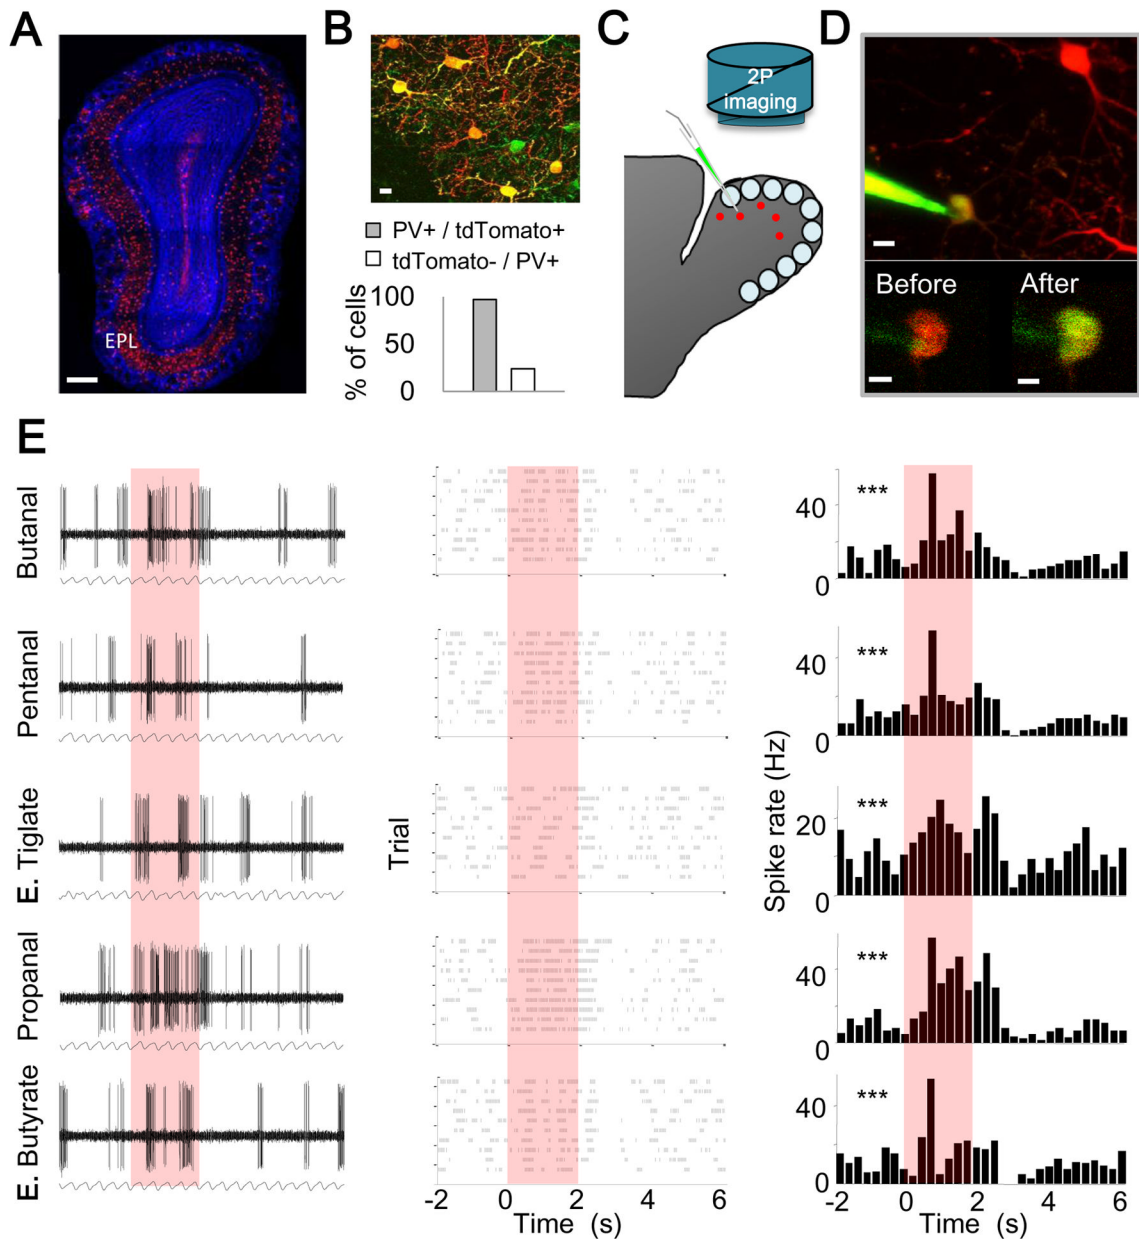 A
B
C
D
EPL
PV+ / tdTomato+
tdTomato- / PV+
% of cells
100
50
0
2P
imaging
Before
After
E
Butanal
Pentanal
E. Tiglate
Propanal
E. Butyrate
Trial
-2 0 2 4 6
Time (s)
Spike rate (Hz)
***
40
0
***
40
0
***
20
0
***
40
0
***
40
0
-2 0 2 4 6
Time (s)